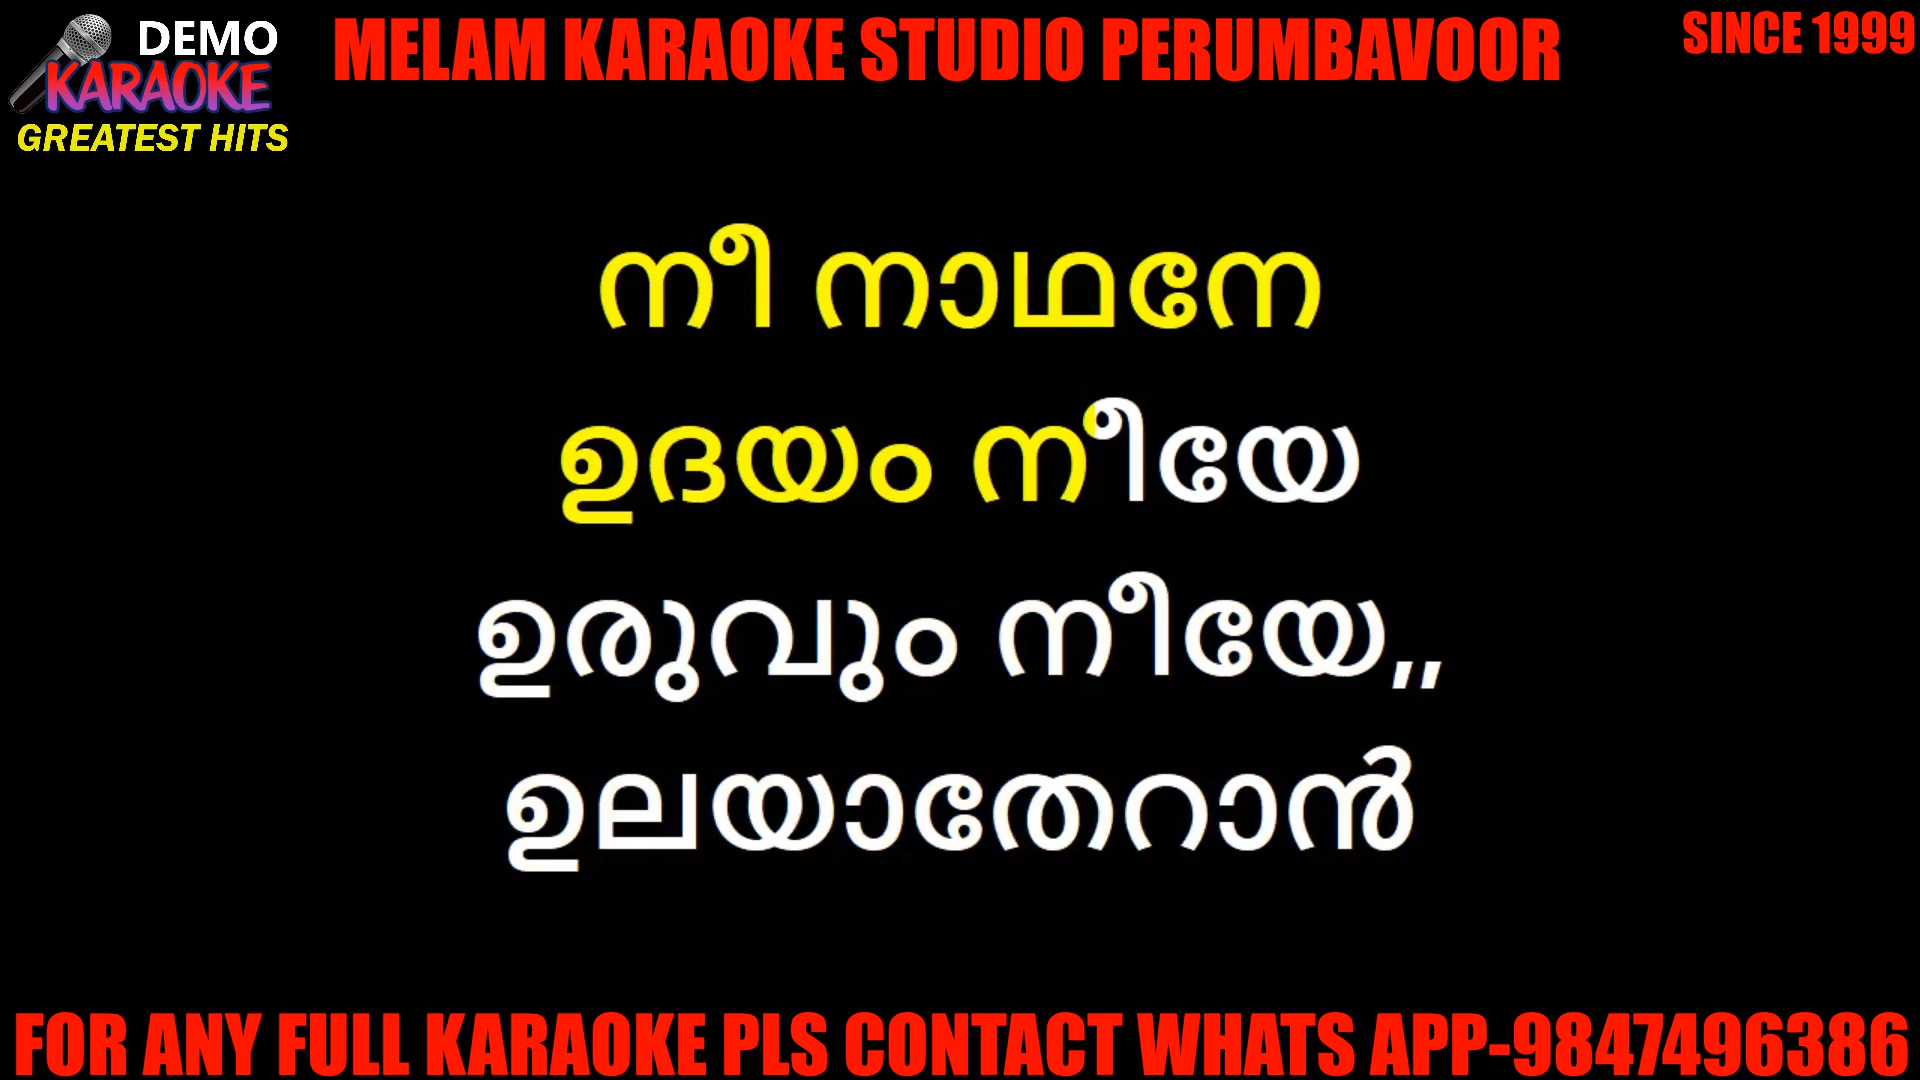 DEMO
KARAOKE
GREATEST HITS
MELAM KARAOKE STUDIO PERUMBAVOOR
SINCE 1999
നീ നാഥനേ
ഉദയം നീയേ
ഉരുവും നീയേ,,
ഉലയാതേറാൻ
FOR ANY FULL KARAOKE PLS CONTACT WHATS APP-9847496386